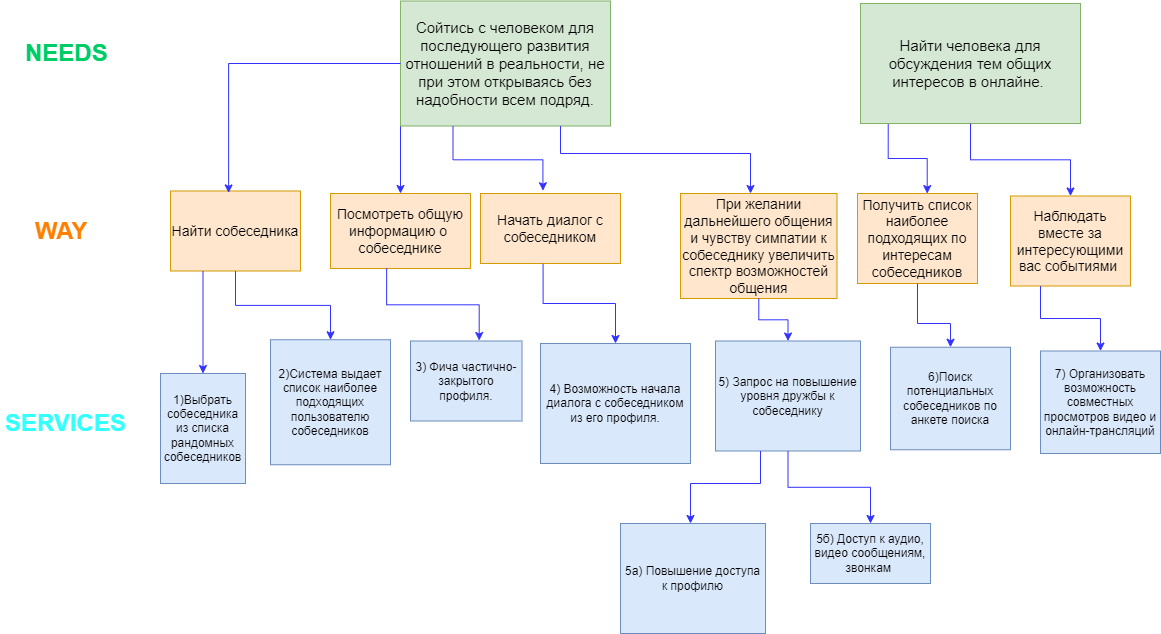 NEEDS
Сойтись с человеком для
последующего развития
отношений в реальности, не
при этом открываясь без
надобности всем подряд.
Найти человека для
обсуждения тем общих
интересов в онлайне.
WAY
Найти собеседника
Посмотреть общую
информацию о
собеседнике
Начать диалог с
собеседником
При желании
дальнейшего общения
и чувству симпатии к
собеседнику увеличить
спектр возможностей
общения
Получить список
наиболее
подходящих по
интересам
собеседников
Наблюдать
вместе за
интересующими
вас событиями
SERVICES
1)Выбрать
собеседника
из списка
рандомных
собеседников
2)Система выдает
список наиболее
подходящих
пользователю
собеседников
3) Фича частично-
закрытого
профиля.
4) Возможность начала
диалога с собеседником
из его профиля.
5) Запрос на повышение
уровня дружбы к
собеседнику
6)Поиск
потенциальных
собеседников по
анкете поиска
7) Организовать
возможность
совместных
просмотров видео и
онлайн-трансляций
5а) Повышение доступа
к профилю
5б) Доступ к аудио,
видео сообщениям,
звонкам